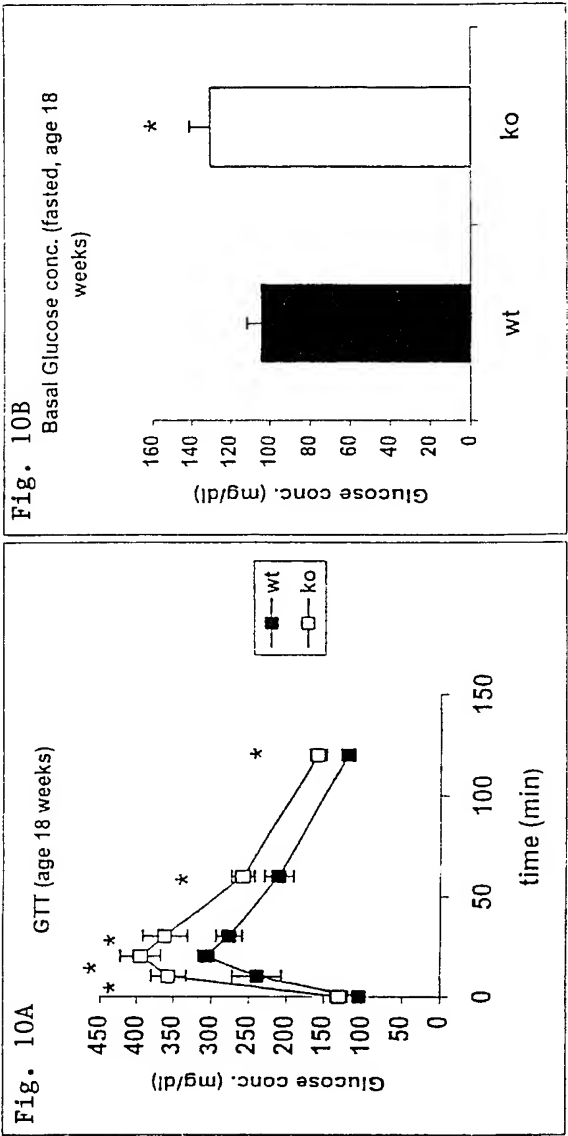 Fig. 10A
GTT (age 18 weeks)
Glucose conc. (mg/dl)
450
400
350
300
250
200
150
100
50
0
*
*
*
*
*
0
50
100
150
time (min)
wt
ko
Fig. 10B
Basal Glucose conc. (fasted, age 18
weeks)
Glucose conc. (mg/dl)
160
140
120
100
80
60
40
20
0
*
wt
ko